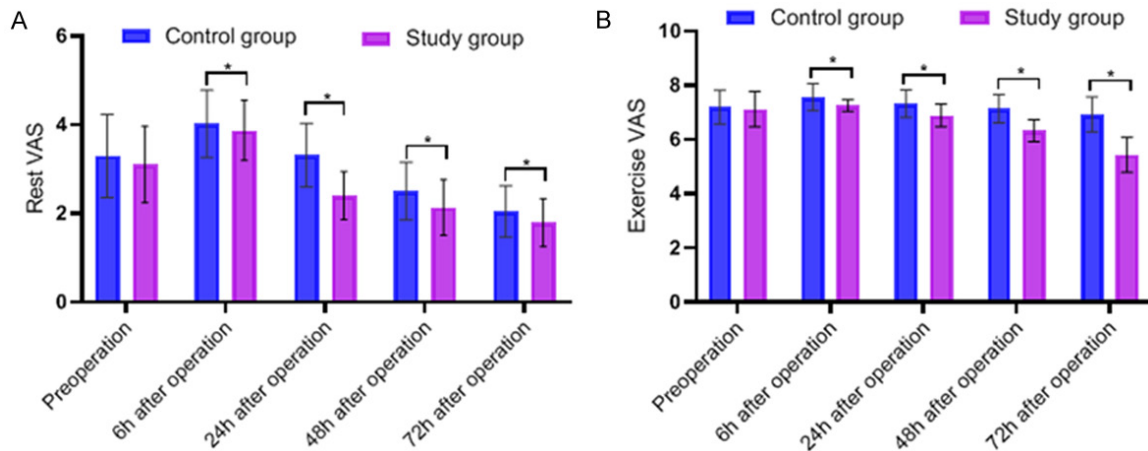 A
Control group
Study group
Rest VAS
6
4
2
0
*
*
*
*
Preoperation
6h after operation
24h after operation
48h after operation
72h after operation
B
Control group
Study group
Exercise VAS
10
8
6
4
2
0
*
*
*
*
Preoperation
6h after operation
24h after operation
48h after operation
72h after operation